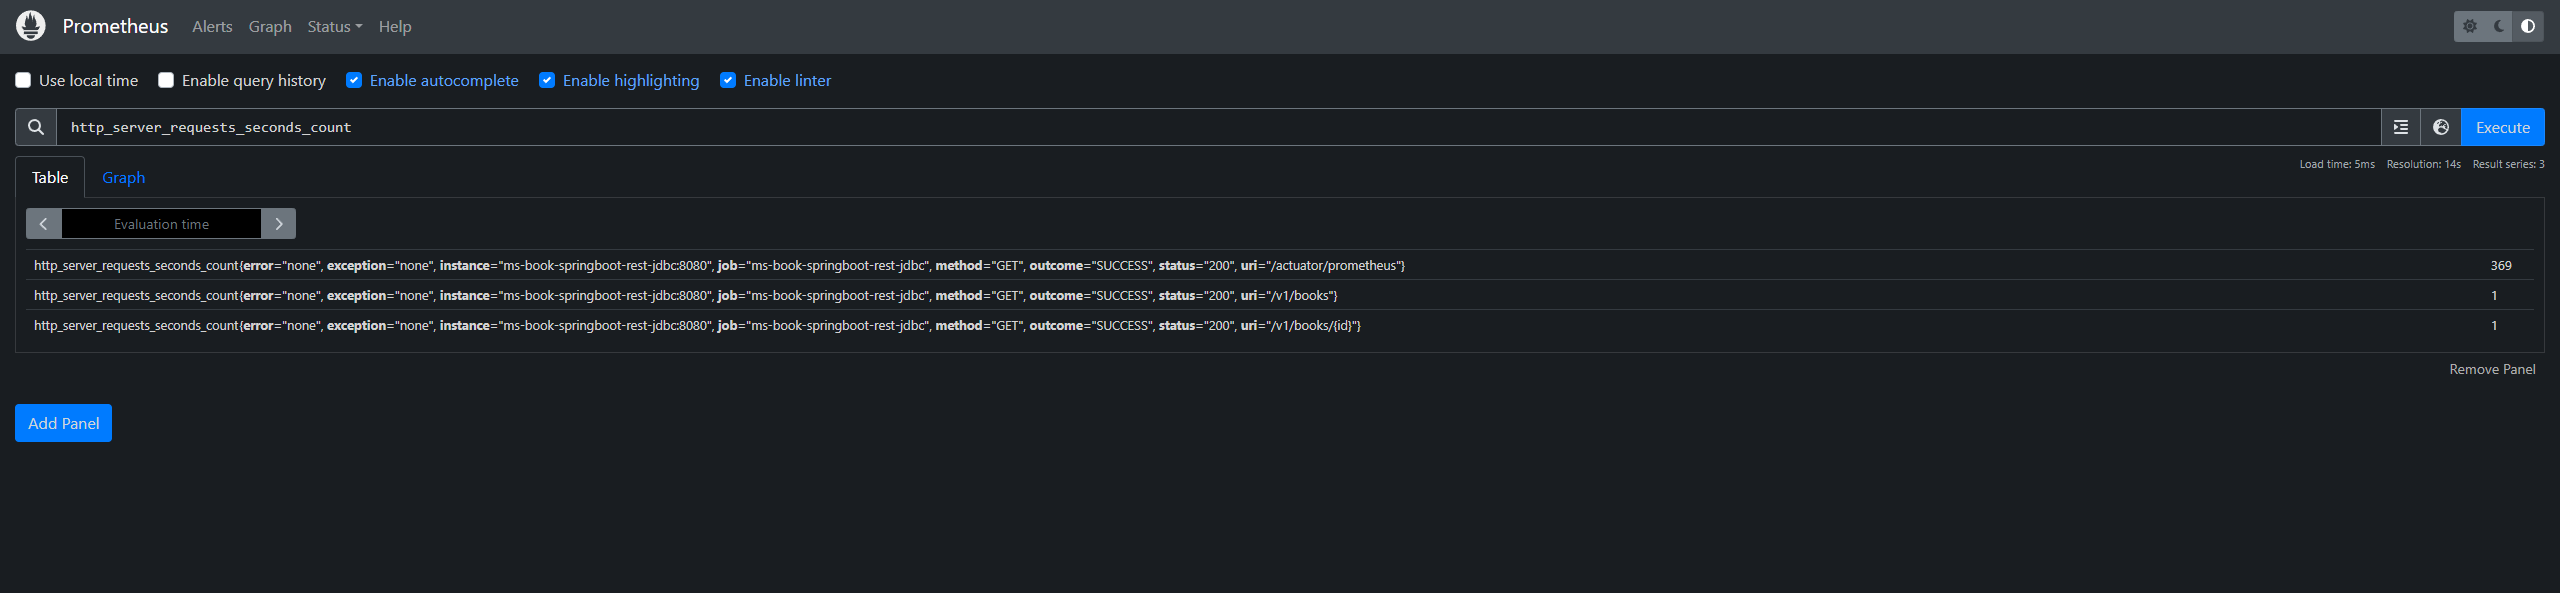 Prometheus Alerts Graph Status Help
Use local time Enable query history Enable autocomplete Enable highlighting Enable linter
http_server_requests_seconds_count Execute
Table Graph Load time: 5ms Resolution: 14s Result series: 3
Evaluation time
http_server_requests_seconds_count{error="none", exception="none", instance="ms-book-springboot-rest-jdbc:8080", job="ms-book-springboot-rest-jdbc", method="GET", outcome="SUCCESS", status="200", uri="/actuator/prometheus"} 369
http_server_requests_seconds_count{error="none", exception="none", instance="ms-book-springboot-rest-jdbc:8080", job="ms-book-springboot-rest-jdbc", method="GET", outcome="SUCCESS", status="200", uri="/v1/books"} 1
http_server_requests_seconds_count{error="none", exception="none", instance="ms-book-springboot-rest-jdbc:8080", job="ms-book-springboot-rest-jdbc", method="GET", outcome="SUCCESS", status="200", uri="/v1/books/{id}"} 1
Remove Panel
Add Panel